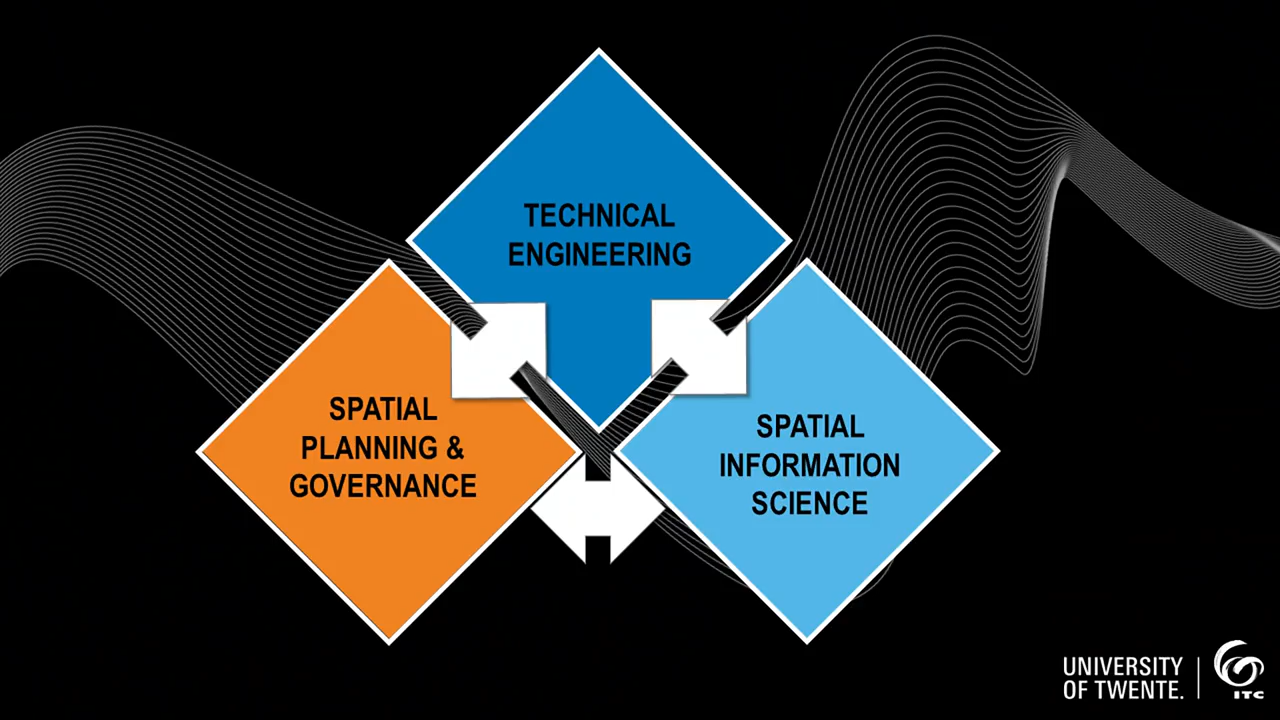 TECHNICAL
ENGINEERING
SPATIAL
PLANNING &
GOVERNANCE
SPATIAL
INFORMATION
SCIENCE
UNIVERSITY
OF TWENTE.
ITC